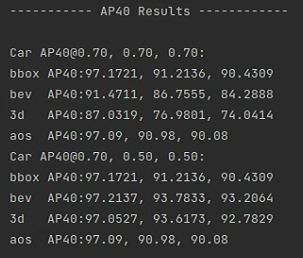 ----------- AP40 Results ------------
Car AP40@0.70, 0.70, 0.70:
bbox AP40:97.1721, 91.2136, 90.4309
bev  AP40:91.4711, 86.7555, 84.2888
3d   AP40:87.0319, 76.9801, 74.0414
aos  AP40:97.09, 90.98, 90.08
Car AP40@0.70, 0.50, 0.50:
bbox AP40:97.1721, 91.2136, 90.4309
bev  AP40:97.2137, 93.7833, 93.2064
3d   AP40:97.0527, 93.6173, 92.7829
aos  AP40:97.09, 90.98, 90.08